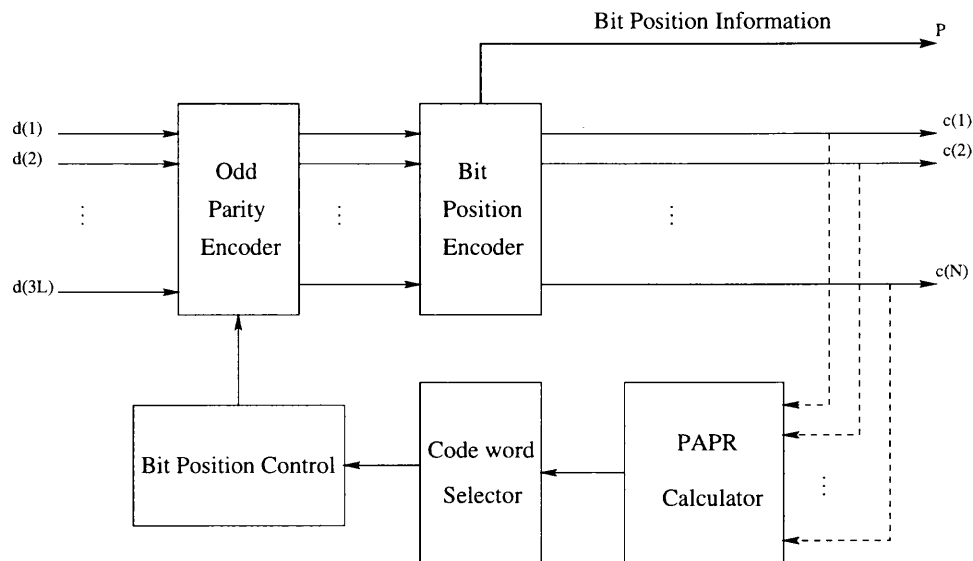 Bit Position Information
P
d(1)
d(2)
⋮
d(3L)
Odd
Parity
Encoder
⋮
Bit
Position
Encoder
⋮
c(1)
c(2)
c(N)
Bit Position Control
Code word
Selector
PAPR
Calculator
⋮